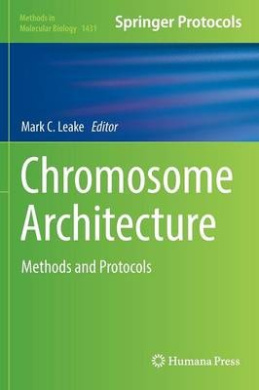 Methods in
Molecular Biology 1431
Springer Protocols
Mark C. Leake Editor
Chromosome
Architecture
Methods and Protocols
Humana Press